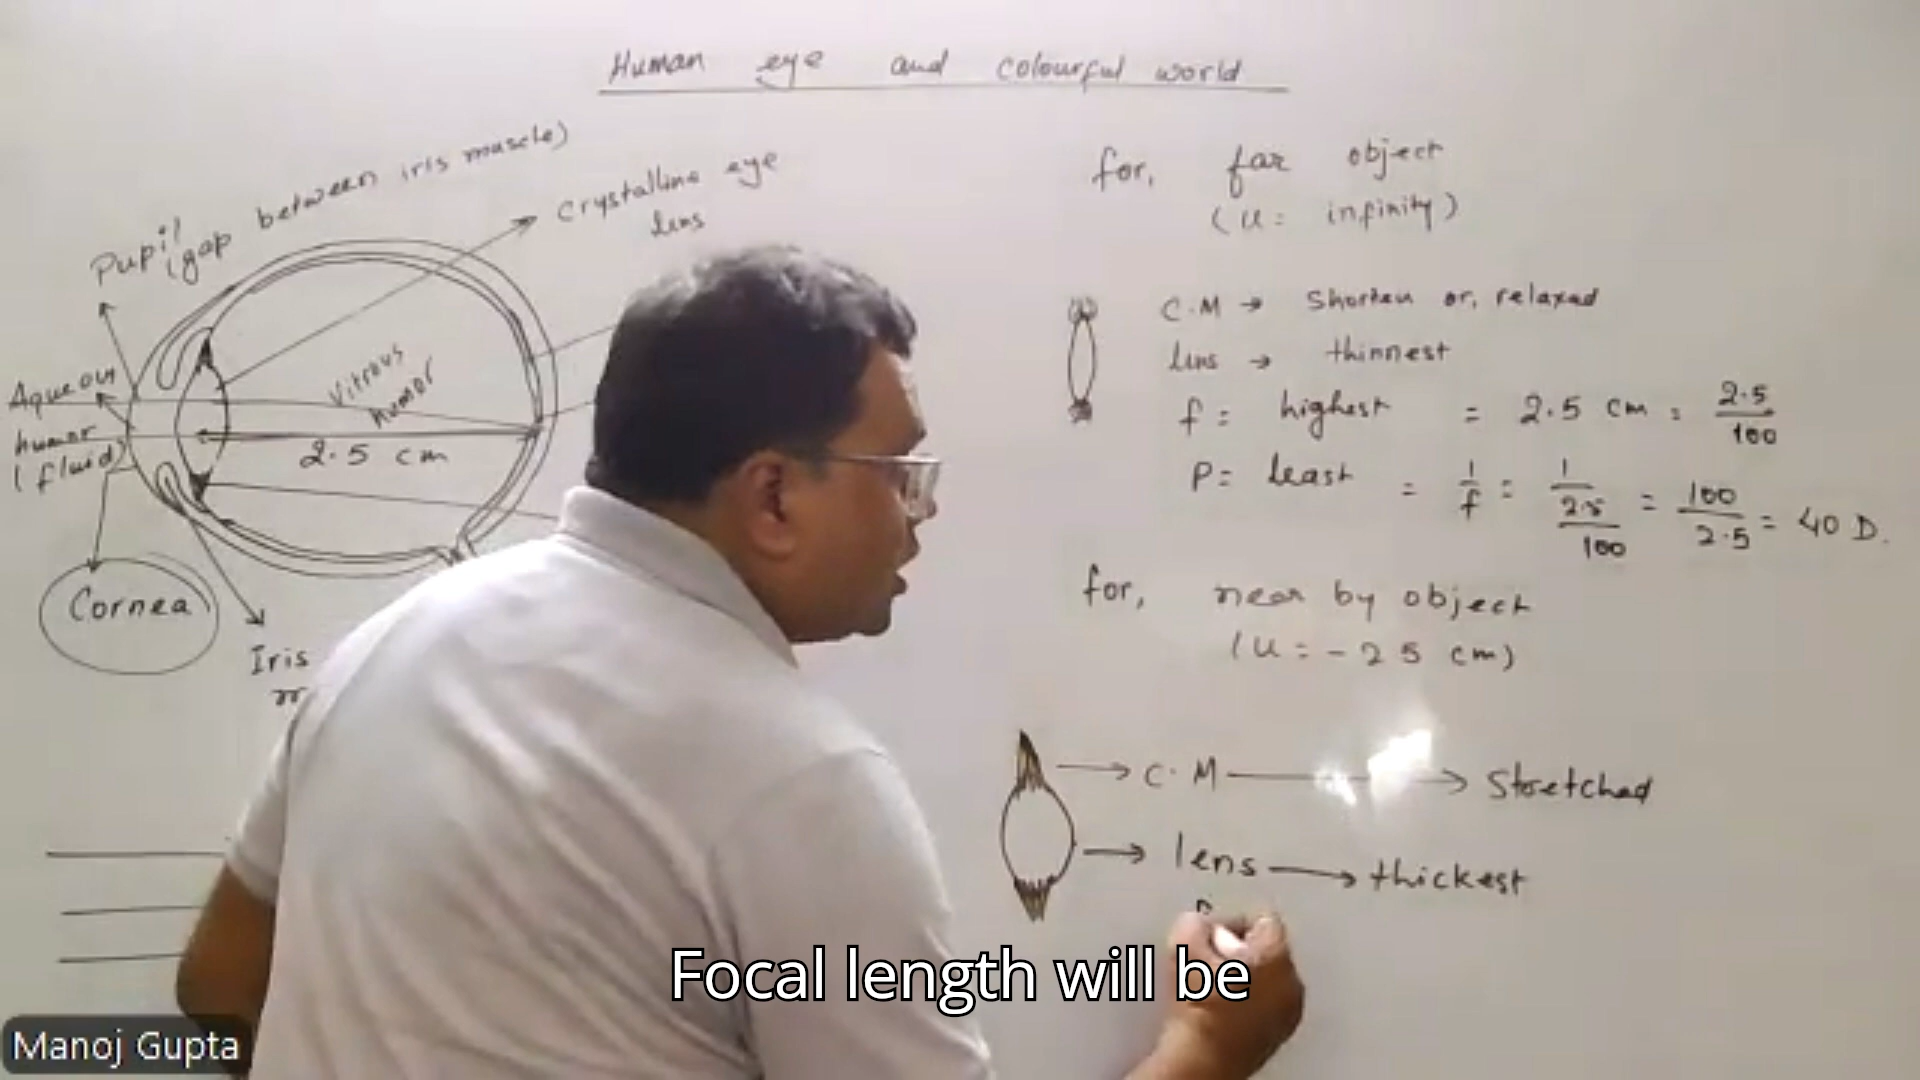 Human eye and colourful world
Pupil
(gap between iris muscle)
crystalline eye
lens
Aqueous
humor
(fluid)
Vitrous
humor
2.5 cm
Cornea
Iris
for, far object
(u = infinity)
C.M → Shorten or, relaxed
lens → thinnest
f = highest = 2.5 cm = 2.5/100
P = least = 1/f = 1/(2.5/100) = 100/2.5 = 40 D.
for, near by object
(u = -25 cm)
→ C.M → Stretched
→ lens → thickest
Focal length will be
Manoj Gupta